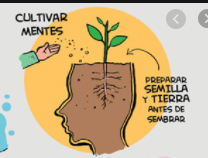 CULTIVAR
MENTES
PREPARAR
SEMILLA
Y TIERRA
ANTES DE
SEMBRAR